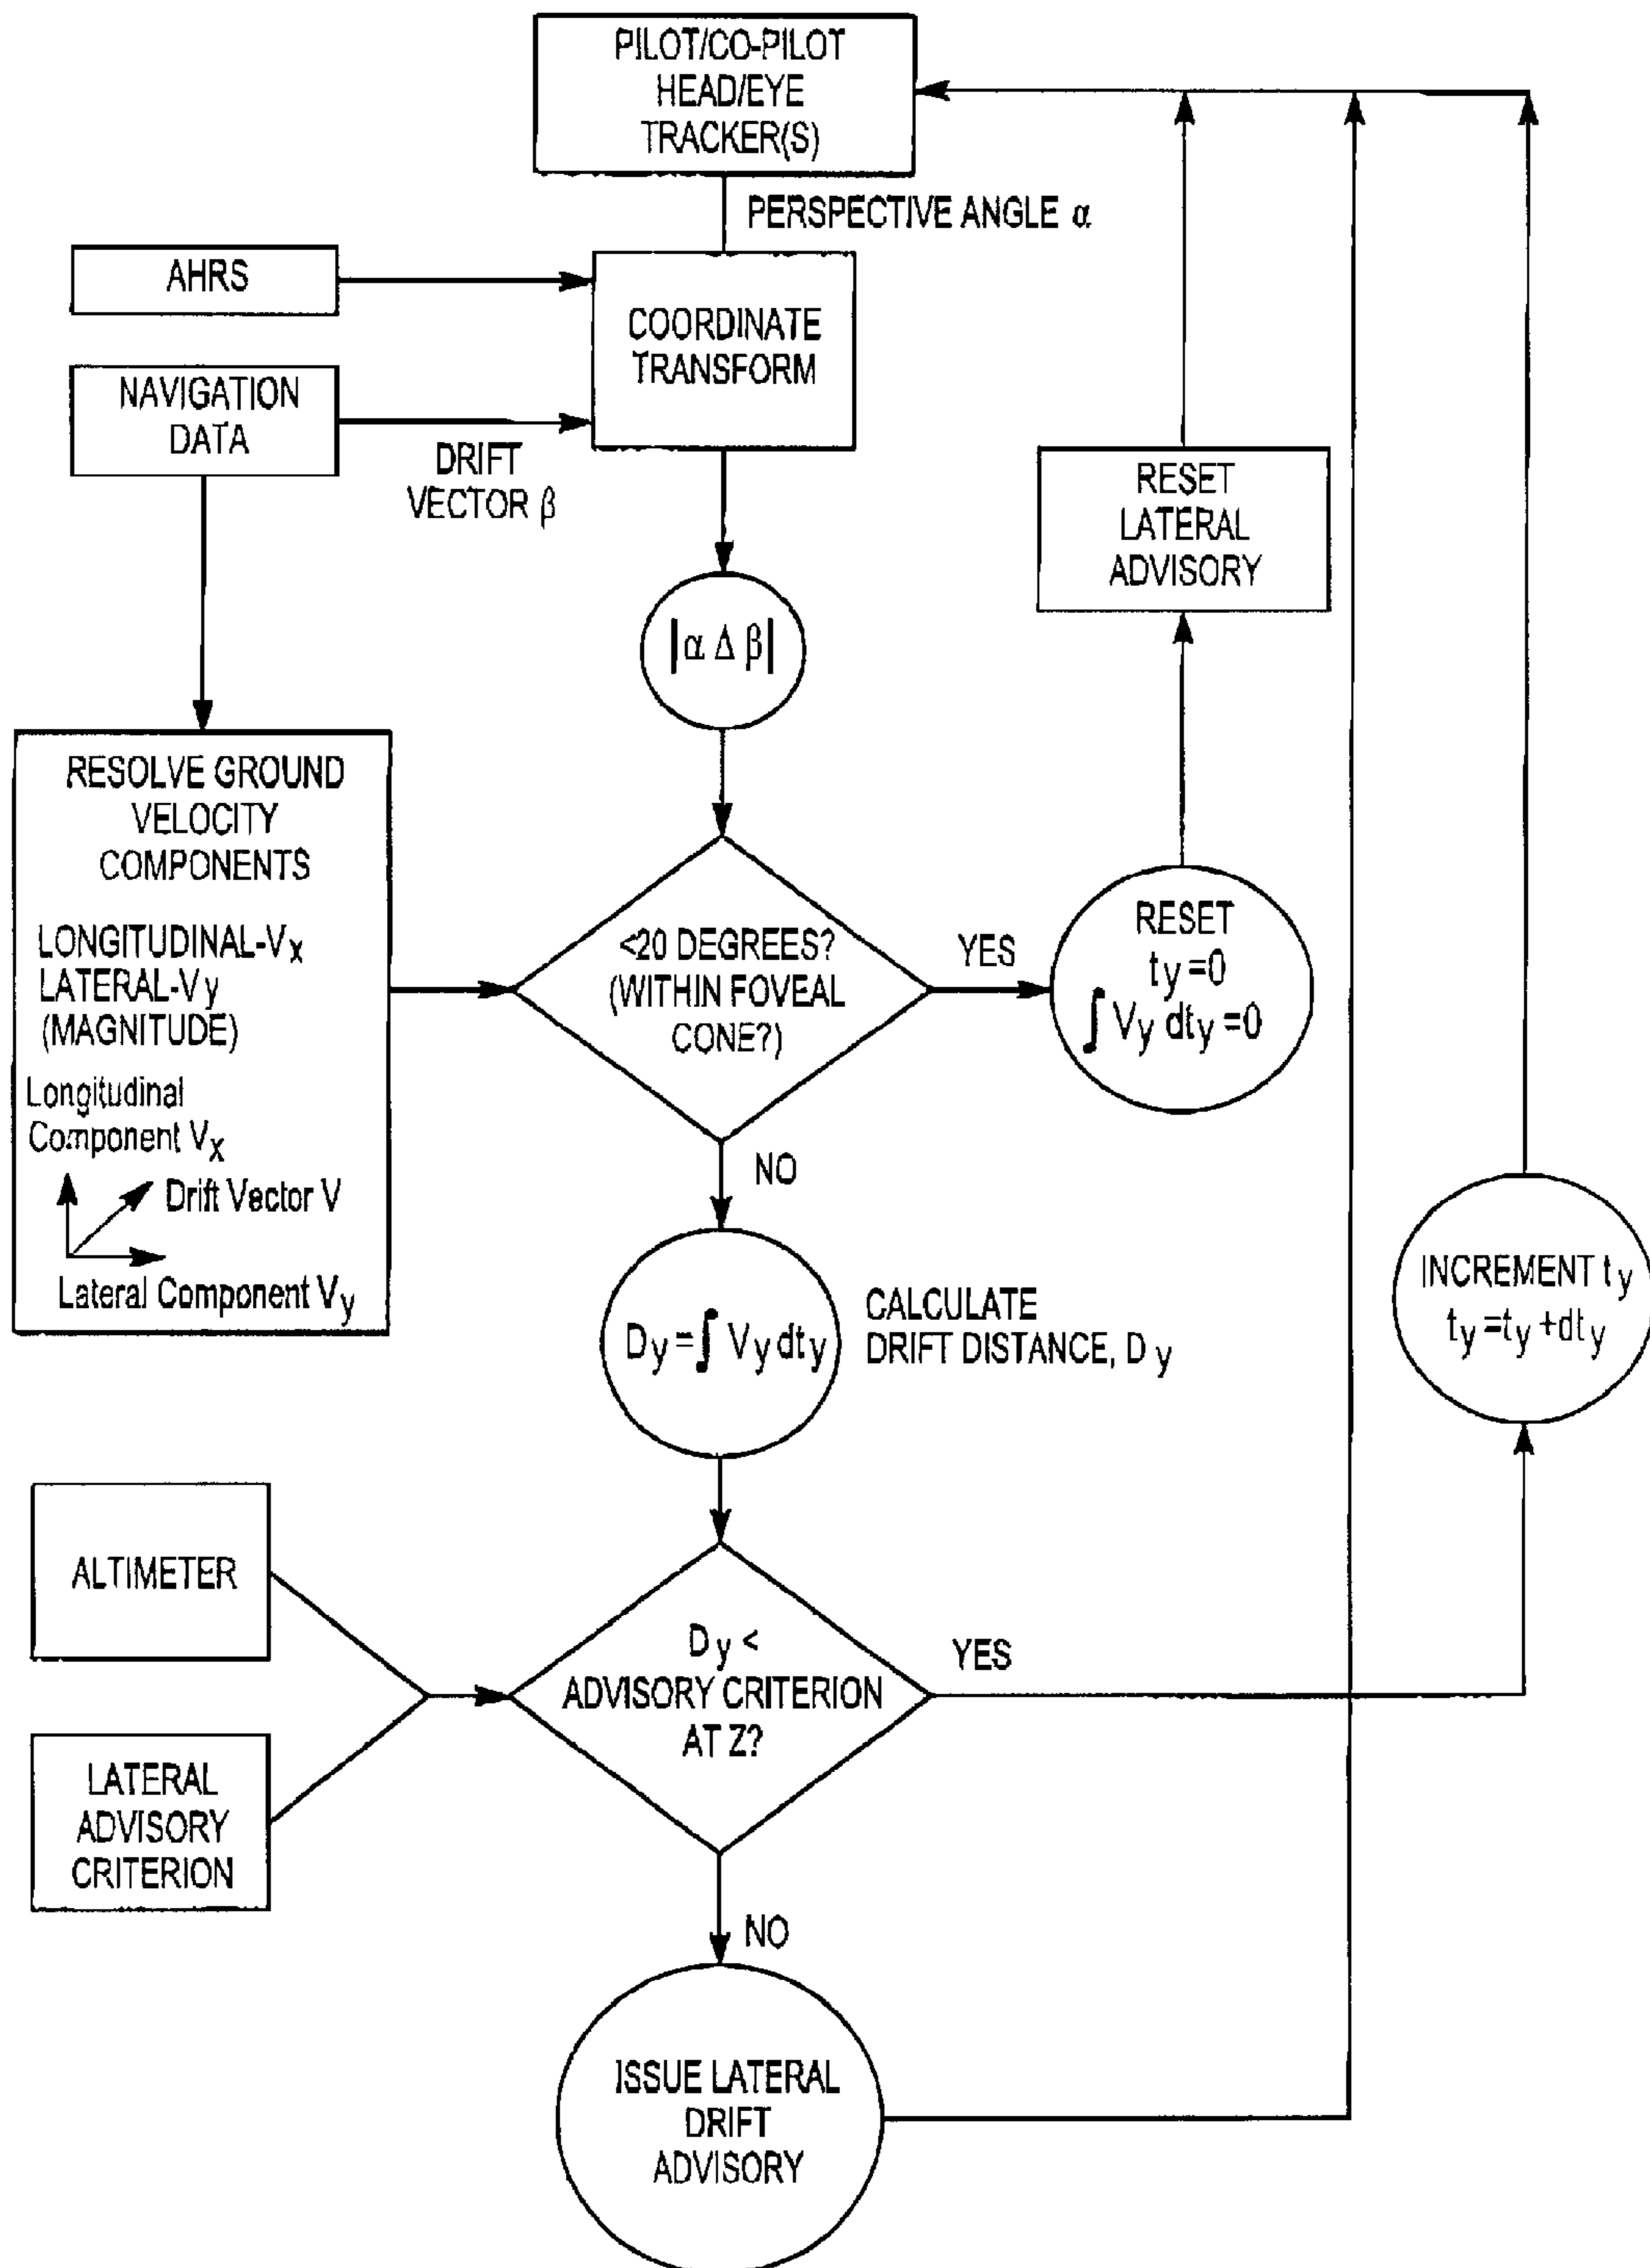 PILOT/CO-PILOT
HEAD/EYE
TRACKER(S)
PERSPECTIVE ANGLE α
AHRS
COORDINATE
TRANSFORM
NAVIGATION
DATA
DRIFT
VECTOR β
RESET
LATERAL
ADVISORY
|α Δ β|
RESOLVE GROUND
VELOCITY
COMPONENTS
LONGITUDINAL-Vx
LATERAL-Vy
(MAGNITUDE)
Longitudinal
Component Vx
Drift Vector V
Lateral Component Vy
<20 DEGREES?
(WITHIN FOVEAL
CONE?)
YES
RESET
ty=0
∫ Vy dty=0
NO
Dy=∫ Vy dty
CALCULATE
DRIFT DISTANCE, Dy
INCREMENT ty
ty=ty+dty
ALTIMETER
LATERAL
ADVISORY
CRITERION
Dy <
ADVISORY CRITERION
AT Z?
YES
NO
ISSUE LATERAL
DRIFT
ADVISORY